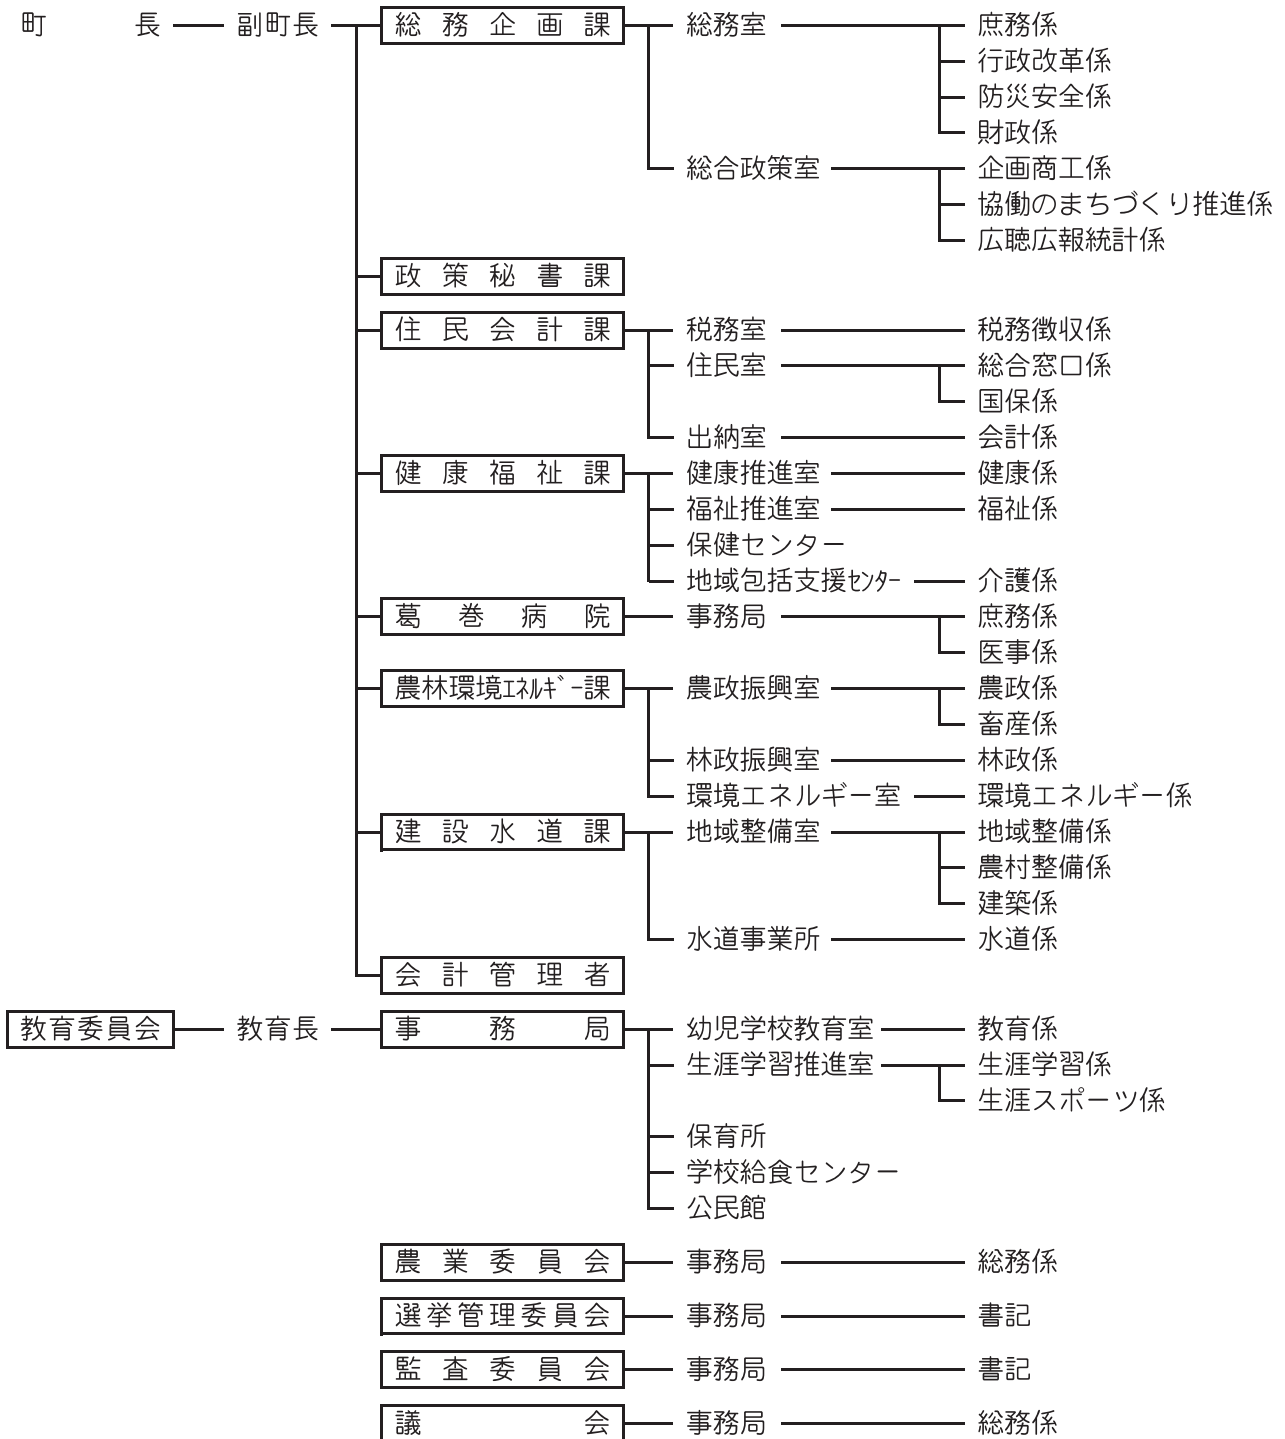 町長 副町長 総務企画課 総務室 庶務係
行政改革係
防災安全係
財政係
総合政策室 企画商工係
協働のまちづくり推進係
広聴広報統計係
政策秘書課
住民会計課 税務室 税務徴収係
住民室 総合窓口係
国保係
出納室 会計係
健康福祉課 健康推進室 健康係
福祉推進室 福祉係
保健センター
地域包括支援ｾﾝﾀｰ 介護係
葛巻病院 事務局 庶務係
医事係
農林環境ｴﾈﾙｷﾞｰ課 農政振興室 農政係
畜産係
林政振興室 林政係
環境エネルギー室 環境エネルギー係
建設水道課 地域整備室 地域整備係
農村整備係
建築係
水道事業所 水道係
会計管理者
教育委員会 教育長 事務局 幼児学校教育室 教育係
生涯学習推進室 生涯学習係
生涯スポーツ係
保育所
学校給食センター
公民館
農業委員会 事務局 総務係
選挙管理委員会 事務局 書記
監査委員会 事務局 書記
議会 事務局 総務係